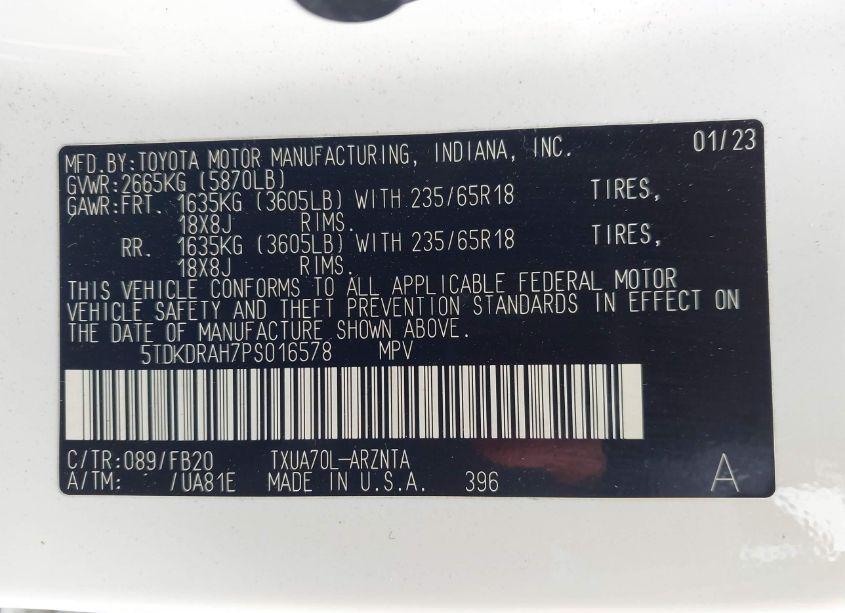 MFD.BY:TOYOTA MOTOR MANUFACTURING, INDIANA, INC. 01/23
GVWR:2665KG (5870LB)
GAWR:FRT. 1635KG (3605LB) WITH 235/65R18 TIRES,
18X8J RIMS.
RR. 1635KG (3605LB) WITH 235/65R18 TIRES,
18X8J RIMS.
THIS VEHICLE CONFORMS TO ALL APPLICABLE FEDERAL MOTOR
VEHICLE SAFETY AND THEFT PREVENTION STANDARDS IN EFFECT ON
THE DATE OF MANUFACTURE SHOWN ABOVE.
5TDKDRAH7PS016578 MPV
C/TR:089/FB20 TXUA70L-ARZNTA
A/TM: /UA81E MADE IN U.S.A. 396 A